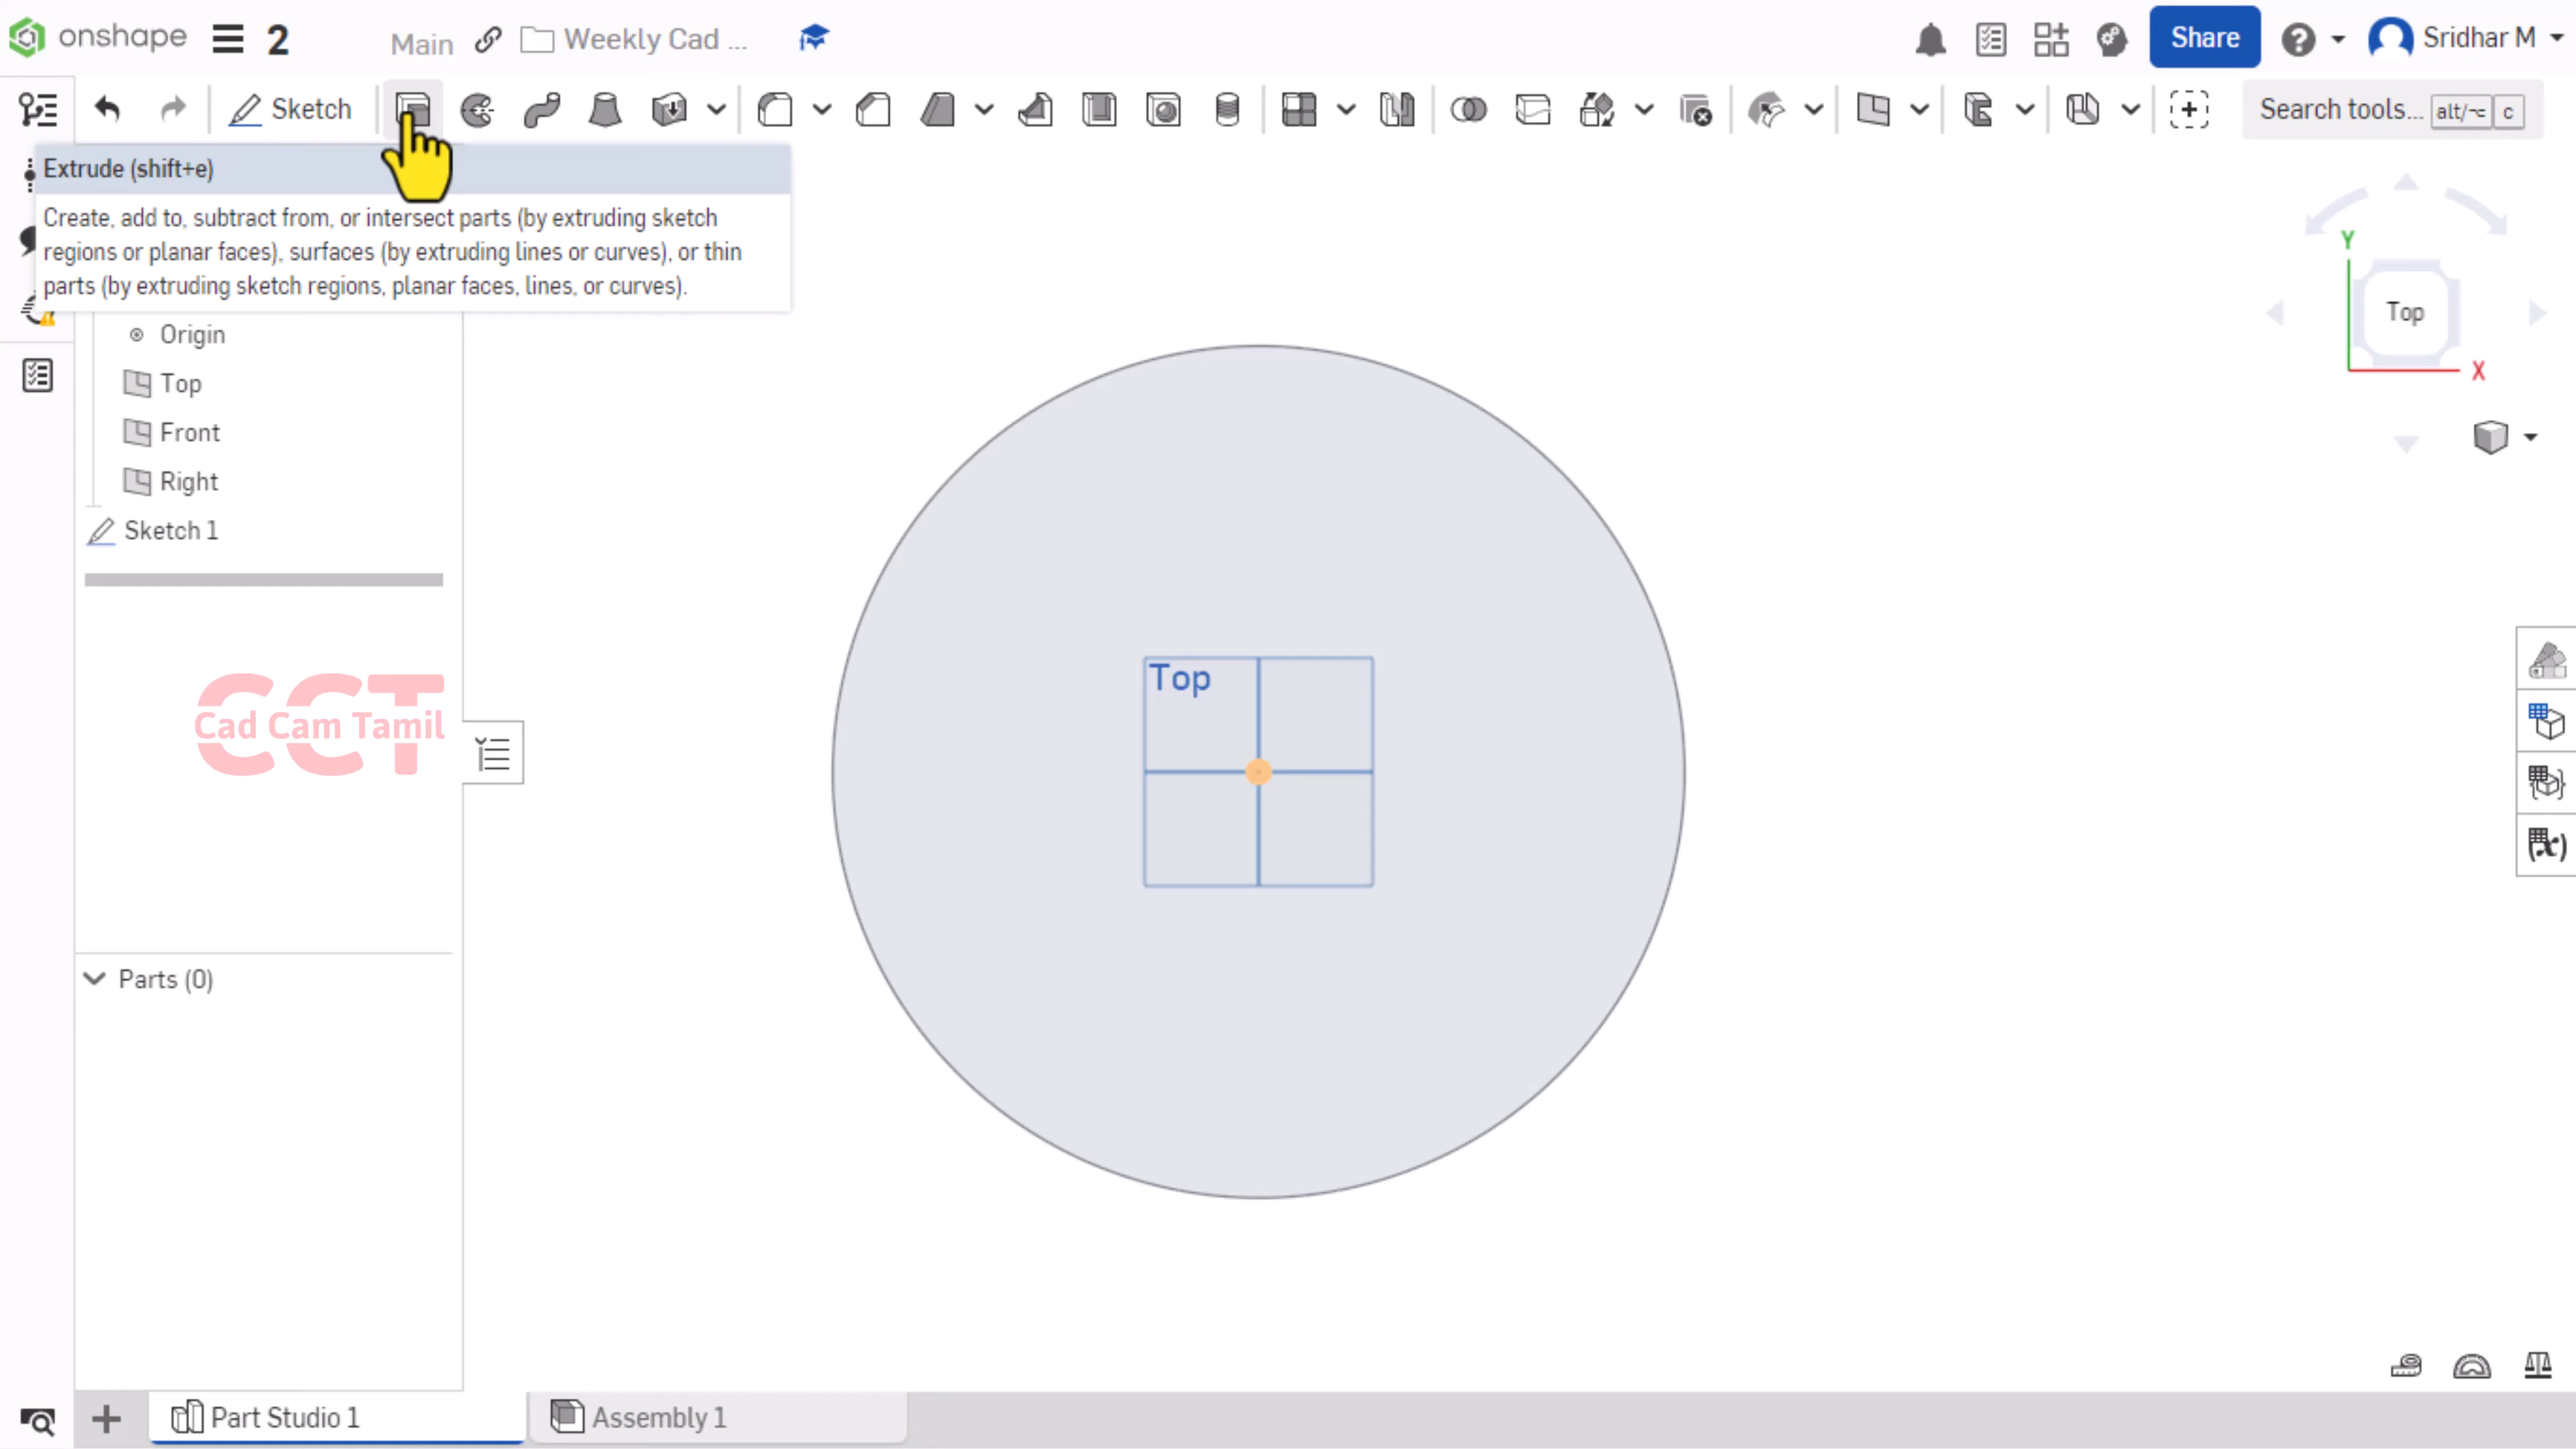 onshape 2 Main Weekly Cad ... Share Sridhar M
Sketch Search tools... alt/⌥ c
Extrude (shift+e)
Create, add to, subtract from, or intersect parts (by extruding sketch
regions or planar faces), surfaces (by extruding lines or curves), or thin
parts (by extruding sketch regions, planar faces, lines, or curves).
Y
Top
X
Origin
Top
Front
Right
Sketch 1
Top
CCT
Cad Cam Tamil
(x)
Parts (0)
Part Studio 1 Assembly 1